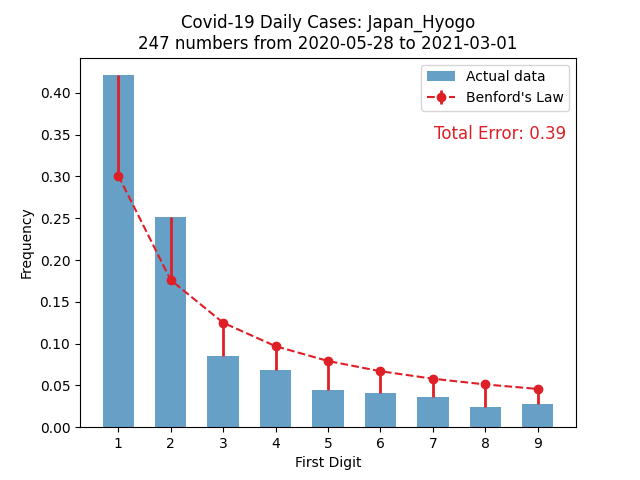 Covid-19 Daily Cases: Japan_Hyogo
247 numbers from 2020-05-28 to 2021-03-01
Actual data
Benford's Law
Total Error: 0.39
Frequency
0.40
0.35
0.30
0.25
0.20
0.15
0.10
0.05
0.00
1 2 3 4 5 6 7 8 9
First Digit